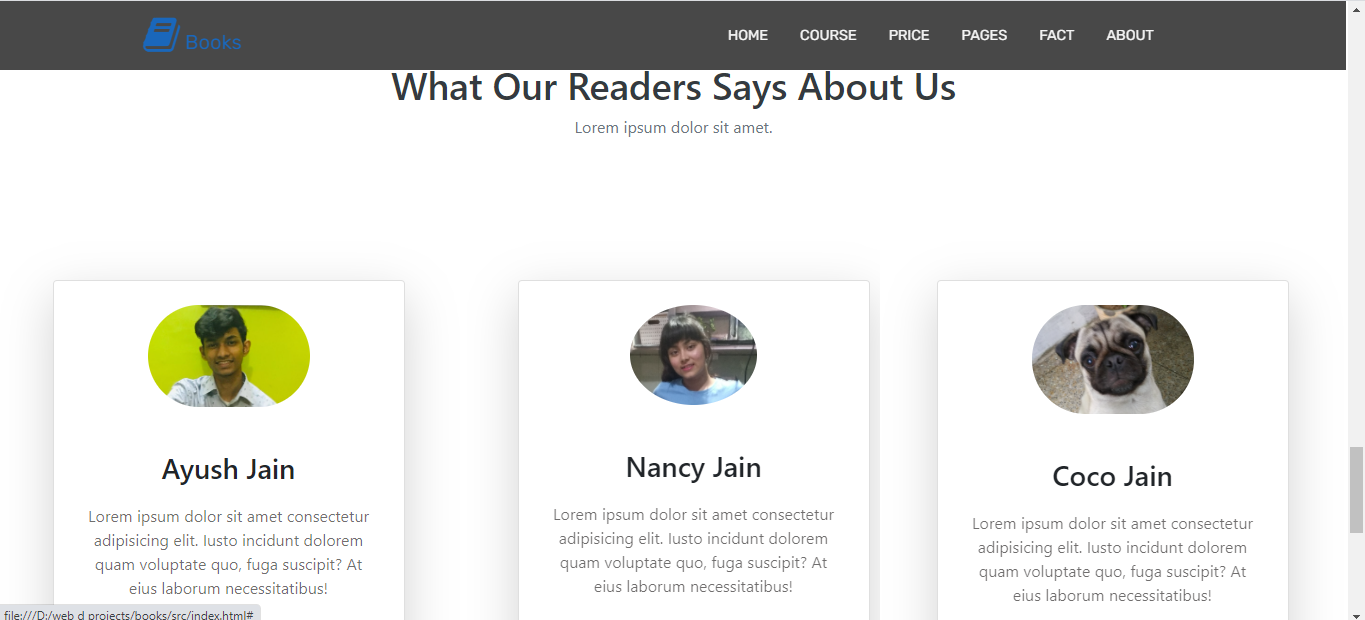 Books
HOME COURSE PRICE PAGES FACT ABOUT
What Our Readers Says About Us
Lorem ipsum dolor sit amet.
Ayush Jain
Lorem ipsum dolor sit amet consectetur
adipisicing elit. Iusto incidunt dolorem
quam voluptate quo, fuga suscipit? At
eius laborum necessitatibus!
Nancy Jain
Lorem ipsum dolor sit amet consectetur
adipisicing elit. Iusto incidunt dolorem
quam voluptate quo, fuga suscipit? At
eius laborum necessitatibus!
Coco Jain
Lorem ipsum dolor sit amet consectetur
adipisicing elit. Iusto incidunt dolorem
quam voluptate quo, fuga suscipit? At
eius laborum necessitatibus!
file:///D:/web d projects/books/src/index.html#